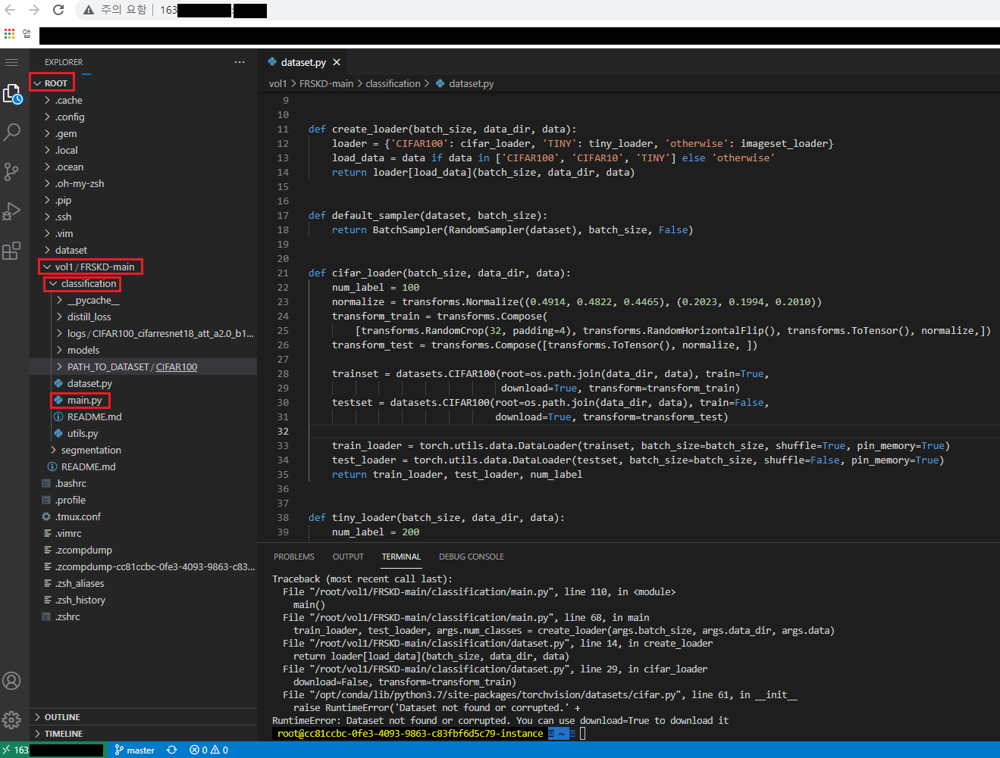 주의 요함 163
앱
EXPLORER
ROOT
.cache
.config
.gem
.local
.ocean
.oh-my-zsh
.pip
.ssh
.vim
dataset
vol1 / FRSKD-main
classification
__pycache__
distill_loss
logs / CIFAR100_cifarresnet18_att_a2.0_b1...
models
PATH_TO_DATASET / CIFAR100
dataset.py
main.py
README.md
utils.py
segmentation
README.md
.bashrc
.profile
.tmux.conf
.vimrc
.zcompdump
.zcompdump-cc81ccbc-0fe3-4093-9863-c83...
.zsh_aliases
.zsh_history
.zshrc
OUTLINE
TIMELINE
dataset.py
vol1 > FRSKD-main > classification > dataset.py
9
10
11 def create_loader(batch_size, data_dir, data):
12     loader = {'CIFAR100': cifar_loader, 'TINY': tiny_loader, 'otherwise': imageset_loader}
13     load_data = data if data in ['CIFAR100', 'CIFAR10', 'TINY'] else 'otherwise'
14     return loader[load_data](batch_size, data_dir, data)
15
16
17 def default_sampler(dataset, batch_size):
18     return BatchSampler(RandomSampler(dataset), batch_size, False)
19
20
21 def cifar_loader(batch_size, data_dir, data):
22     num_label = 100
23     normalize = transforms.Normalize((0.4914, 0.4822, 0.4465), (0.2023, 0.1994, 0.2010))
24     transform_train = transforms.Compose(
25         [transforms.RandomCrop(32, padding=4), transforms.RandomHorizontalFlip(), transforms.ToTensor(), normalize,])
26     transform_test = transforms.Compose([transforms.ToTensor(), normalize, ])
27
28     trainset = datasets.CIFAR100(root=os.path.join(data_dir, data), train=True,
29                                  download=True, transform=transform_train)
30     testset = datasets.CIFAR100(root=os.path.join(data_dir, data), train=False,
31                                 download=True, transform=transform_test)
32
33     train_loader = torch.utils.data.DataLoader(trainset, batch_size=batch_size, shuffle=True, pin_memory=True)
34     test_loader = torch.utils.data.DataLoader(testset, batch_size=batch_size, shuffle=False, pin_memory=True)
35     return train_loader, test_loader, num_label
36
37
38 def tiny_loader(batch_size, data_dir, data):
39     num_label = 200
PROBLEMS OUTPUT TERMINAL DEBUG CONSOLE
Traceback (most recent call last):
  File "/root/vol1/FRSKD-main/classification/main.py", line 110, in <module>
    main()
  File "/root/vol1/FRSKD-main/classification/main.py", line 68, in main
    train_loader, test_loader, args.num_classes = create_loader(args.batch_size, args.data_dir, args.data)
  File "/root/vol1/FRSKD-main/classification/dataset.py", line 14, in create_loader
    return loader[load_data](batch_size, data_dir, data)
  File "/root/vol1/FRSKD-main/classification/dataset.py", line 29, in cifar_loader
    download=False, transform=transform_train)
  File "/opt/conda/lib/python3.7/site-packages/torchvision/datasets/cifar.py", line 61, in __init__
    raise RuntimeError('Dataset not found or corrupted.' +
RuntimeError: Dataset not found or corrupted. You can use download=True to download it
root@cc81ccbc-0fe3-4093-9863-c83fbf6d5c79-instance ~
163 master 0 0